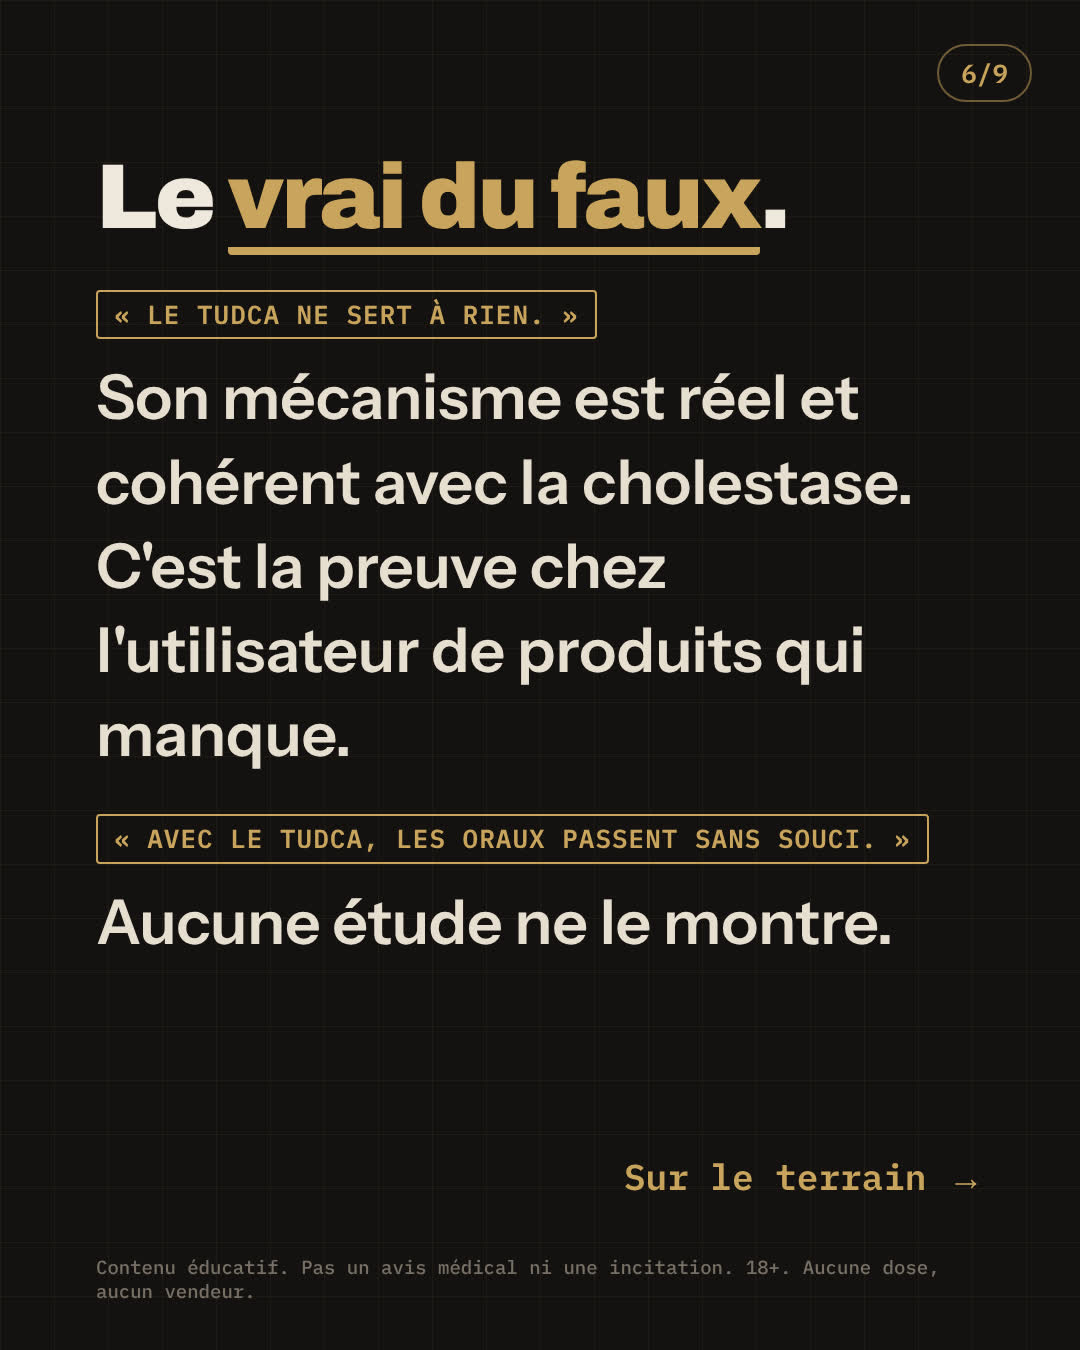 6/9
Le vrai du faux.
« LE TUDCA NE SERT À RIEN. »
Son mécanisme est réel et
cohérent avec la cholestase.
C'est la preuve chez
l'utilisateur de produits qui
manque.
« AVEC LE TUDCA, LES ORAUX PASSENT SANS SOUCI. »
Aucune étude ne le montre.
Sur le terrain →
Contenu éducatif. Pas un avis médical ni une incitation. 18+. Aucune dose,
aucun vendeur.